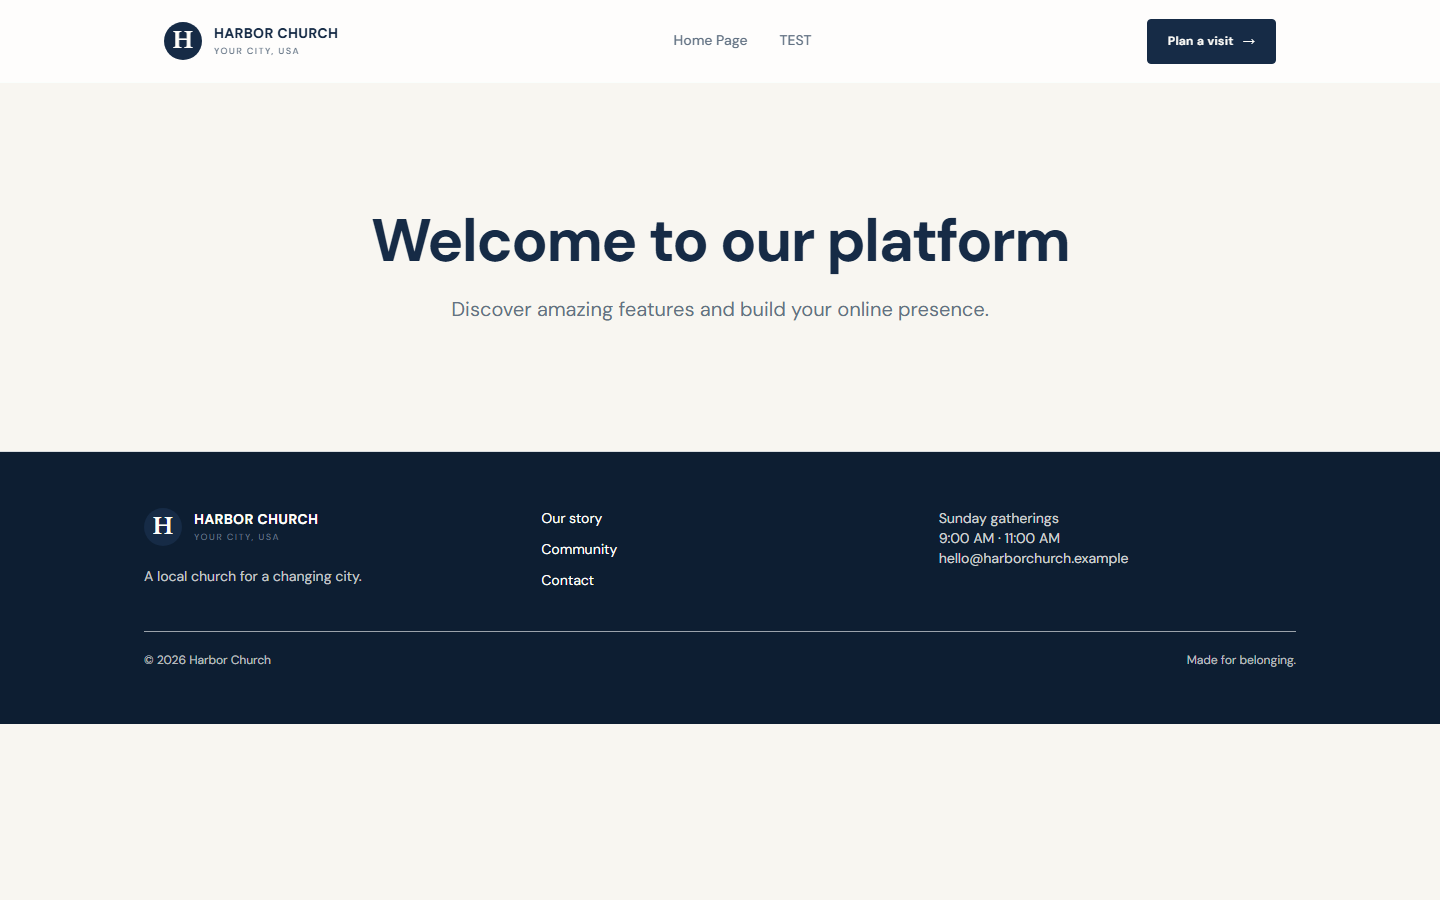 H HARBOR CHURCH
YOUR CITY, USA
Home Page TEST
Plan a visit →
Welcome to our platform
Discover amazing features and build your online presence.
H HARBOR CHURCH
YOUR CITY, USA
A local church for a changing city.
Our story
Community
Contact
Sunday gatherings
9:00 AM · 11:00 AM
hello@harborchurch.example
© 2026 Harbor Church
Made for belonging.